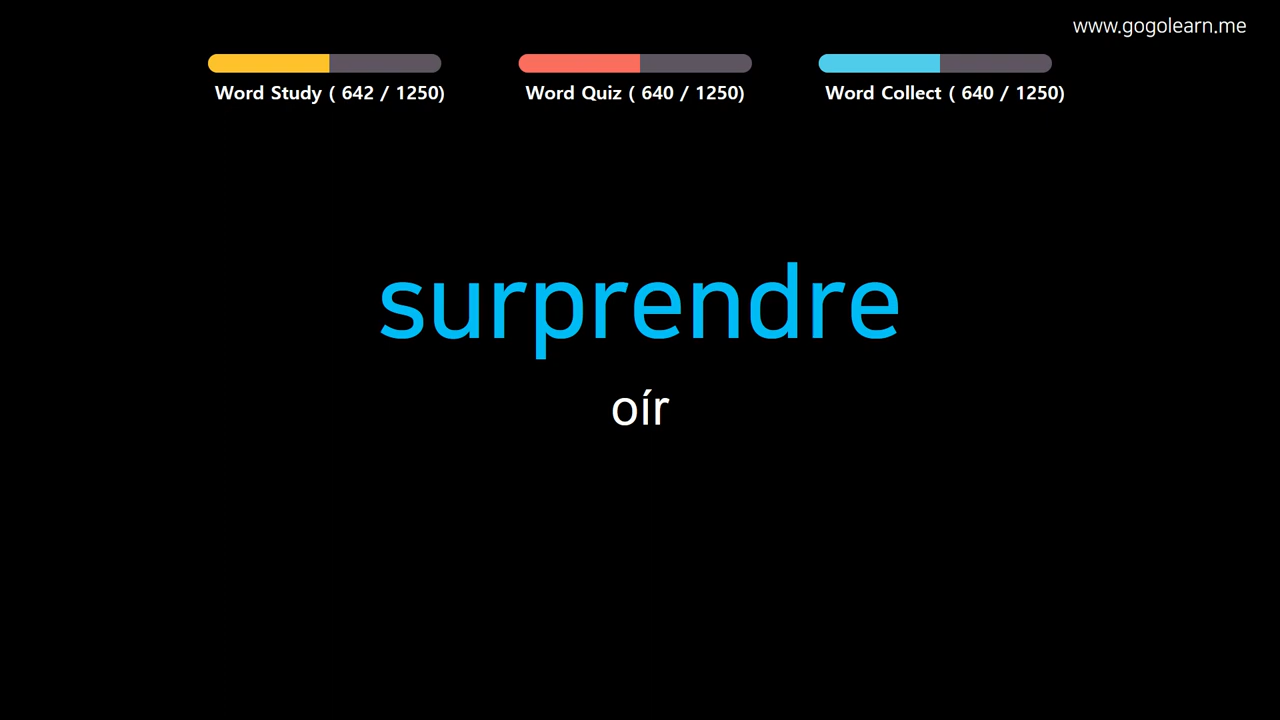 www.gogolearn.me
Word Study ( 642 / 1250)
Word Quiz ( 640 / 1250)
Word Collect ( 640 / 1250)
surprendre
oír